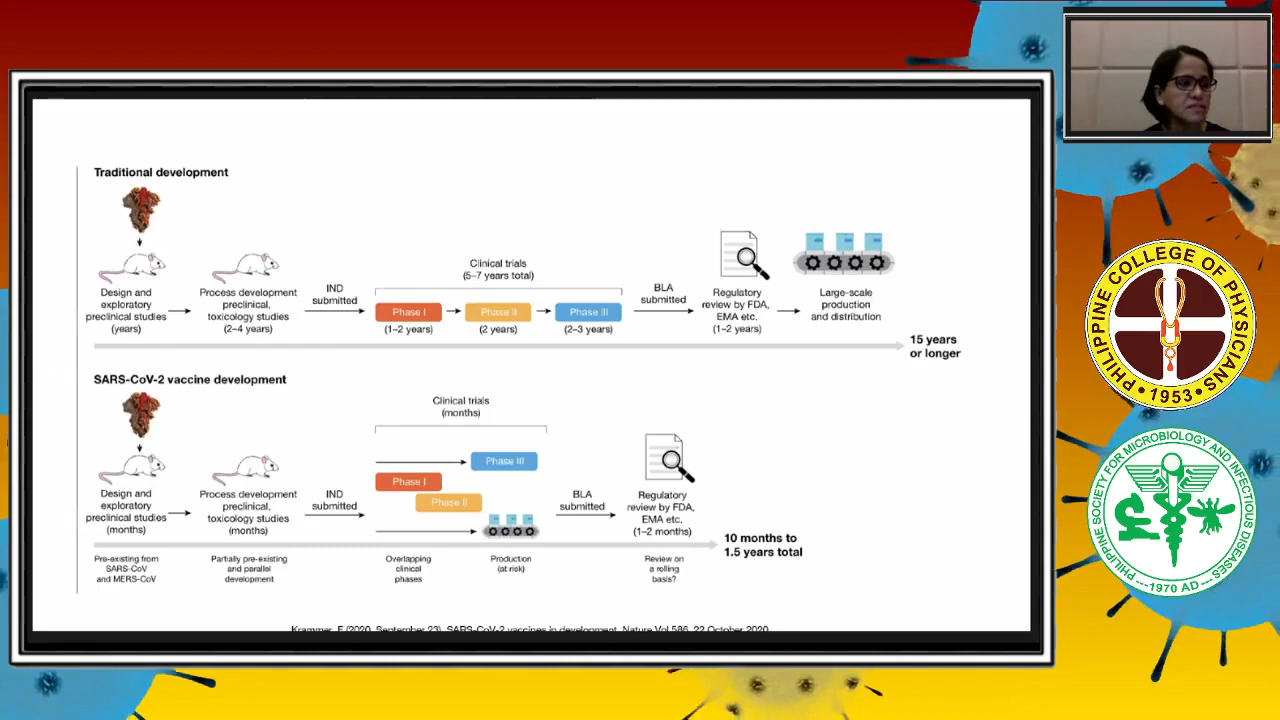 Traditional development
Clinical trials
(5–7 years total)
IND
submitted
BLA
submitted
Design and
exploratory
preclinical studies
(years)
Process development
preclinical,
toxicology studies
(2–4 years)
Phase I
(1–2 years)
Phase II
(2 years)
Phase III
(2–3 years)
Regulatory
review by FDA,
EMA etc.
(1–2 years)
Large-scale
production
and distribution
15 years
or longer
SARS-CoV-2 vaccine development
Clinical trials
(months)
Phase III
Phase I
Phase II
Design and
exploratory
preclinical studies
(months)
Process development
preclinical,
toxicology studies
(months)
IND
submitted
BLA
submitted
Regulatory
review by FDA,
EMA etc.
(1–2 months)
10 months to
1.5 years total
Pre-existing from
SARS-CoV
and MERS-CoV
Partially pre-existing
and parallel
development
Overlapping
clinical
phases
Production
(at risk)
Review on
a rolling
basis?
Krammer, F (2020, September 23). SARS-CoV-2 vaccines in development. Nature Vol 586, 22 October 2020
PHILIPPINE COLLEGE OF PHYSICIANS
• 1953 •
PHILIPPINE SOCIETY FOR MICROBIOLOGY AND INFECTIOUS DISEASES
---1970 AD---